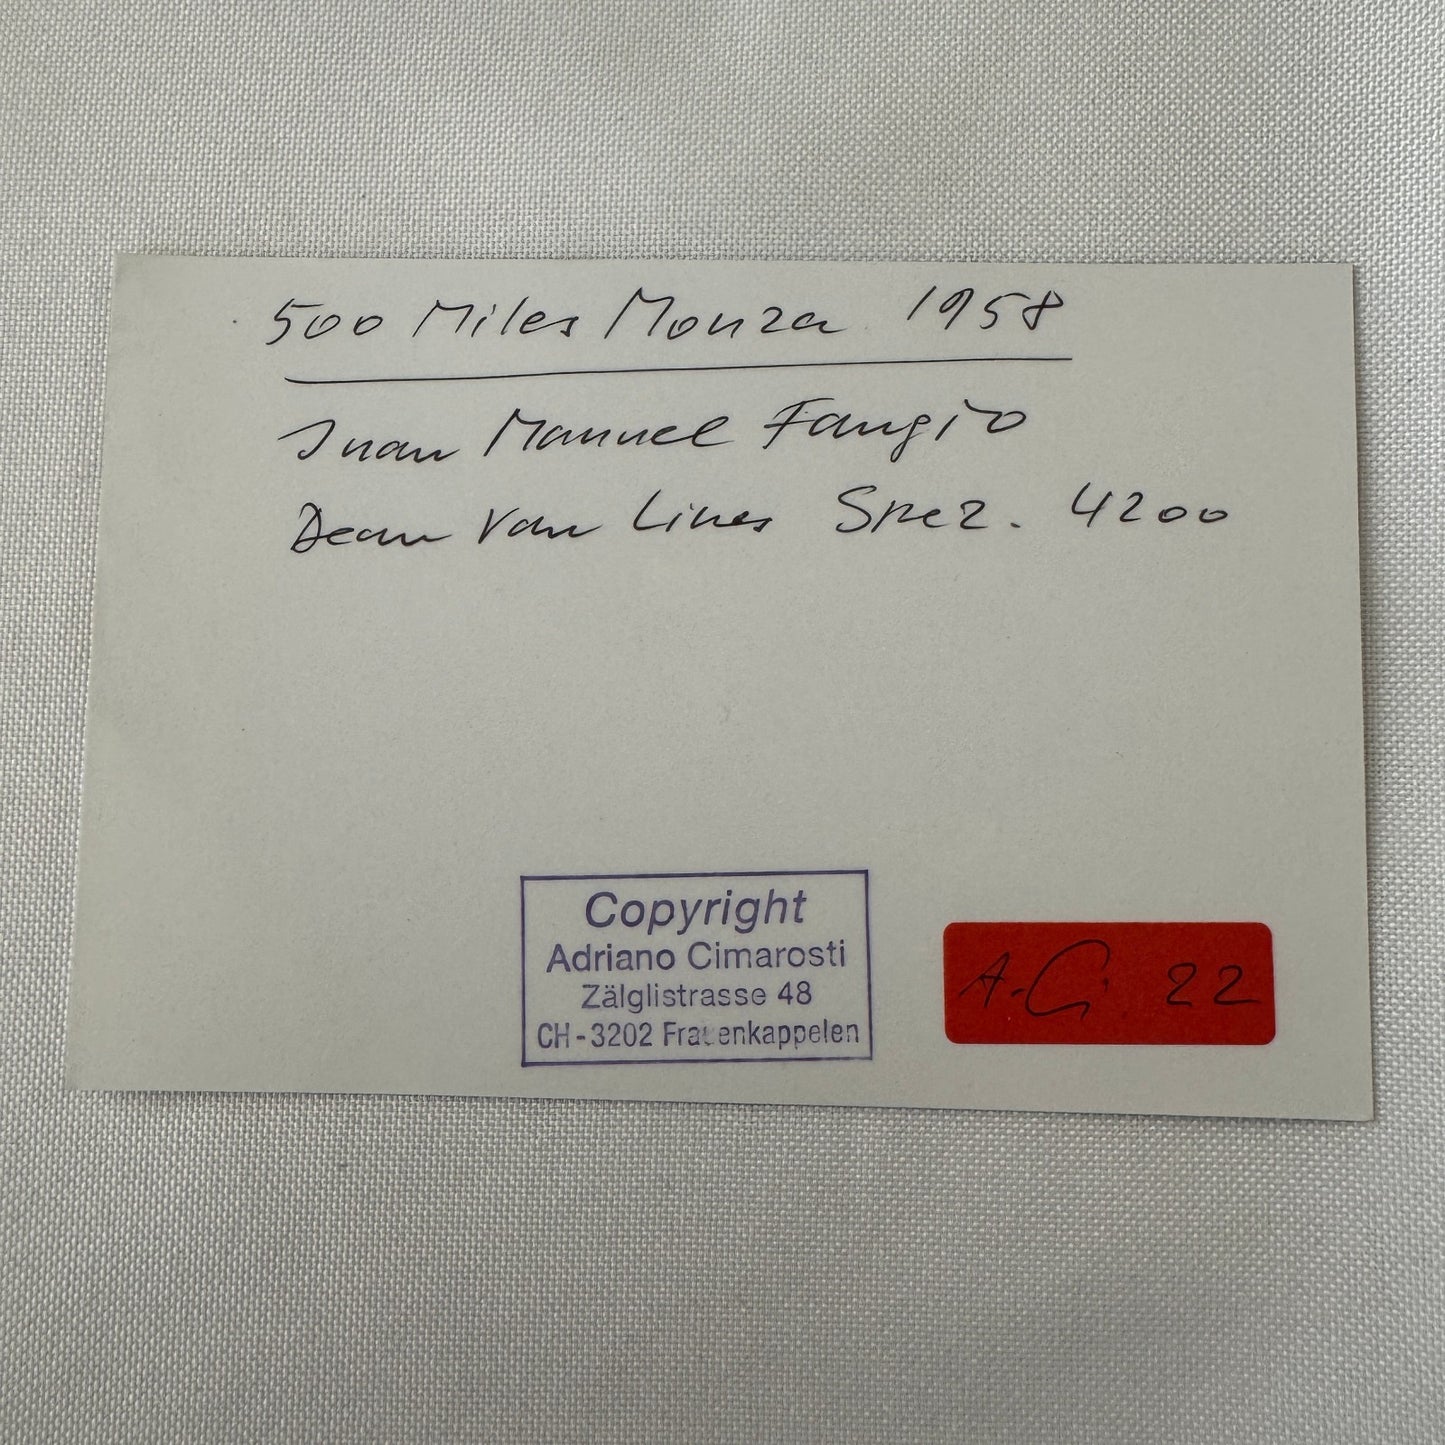 500 Miles Monza 1958
Juan Manuel Fangio
Dean Van Lines Spez. 4200
Copyright
Adriano Cimarosti
Zälglistrasse 48
CH-3202 Frauenkappelen
A.C. 22